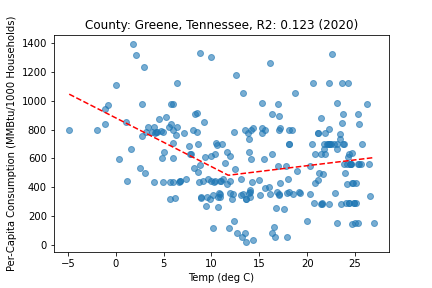 County: Greene, Tennessee, R2: 0.123 (2020)
Per-Capita Consumption (MMBtu/1000 Households)
1400
1200
1000
800
600
400
200
0
−5 0 5 10 15 20 25
Temp (deg C)